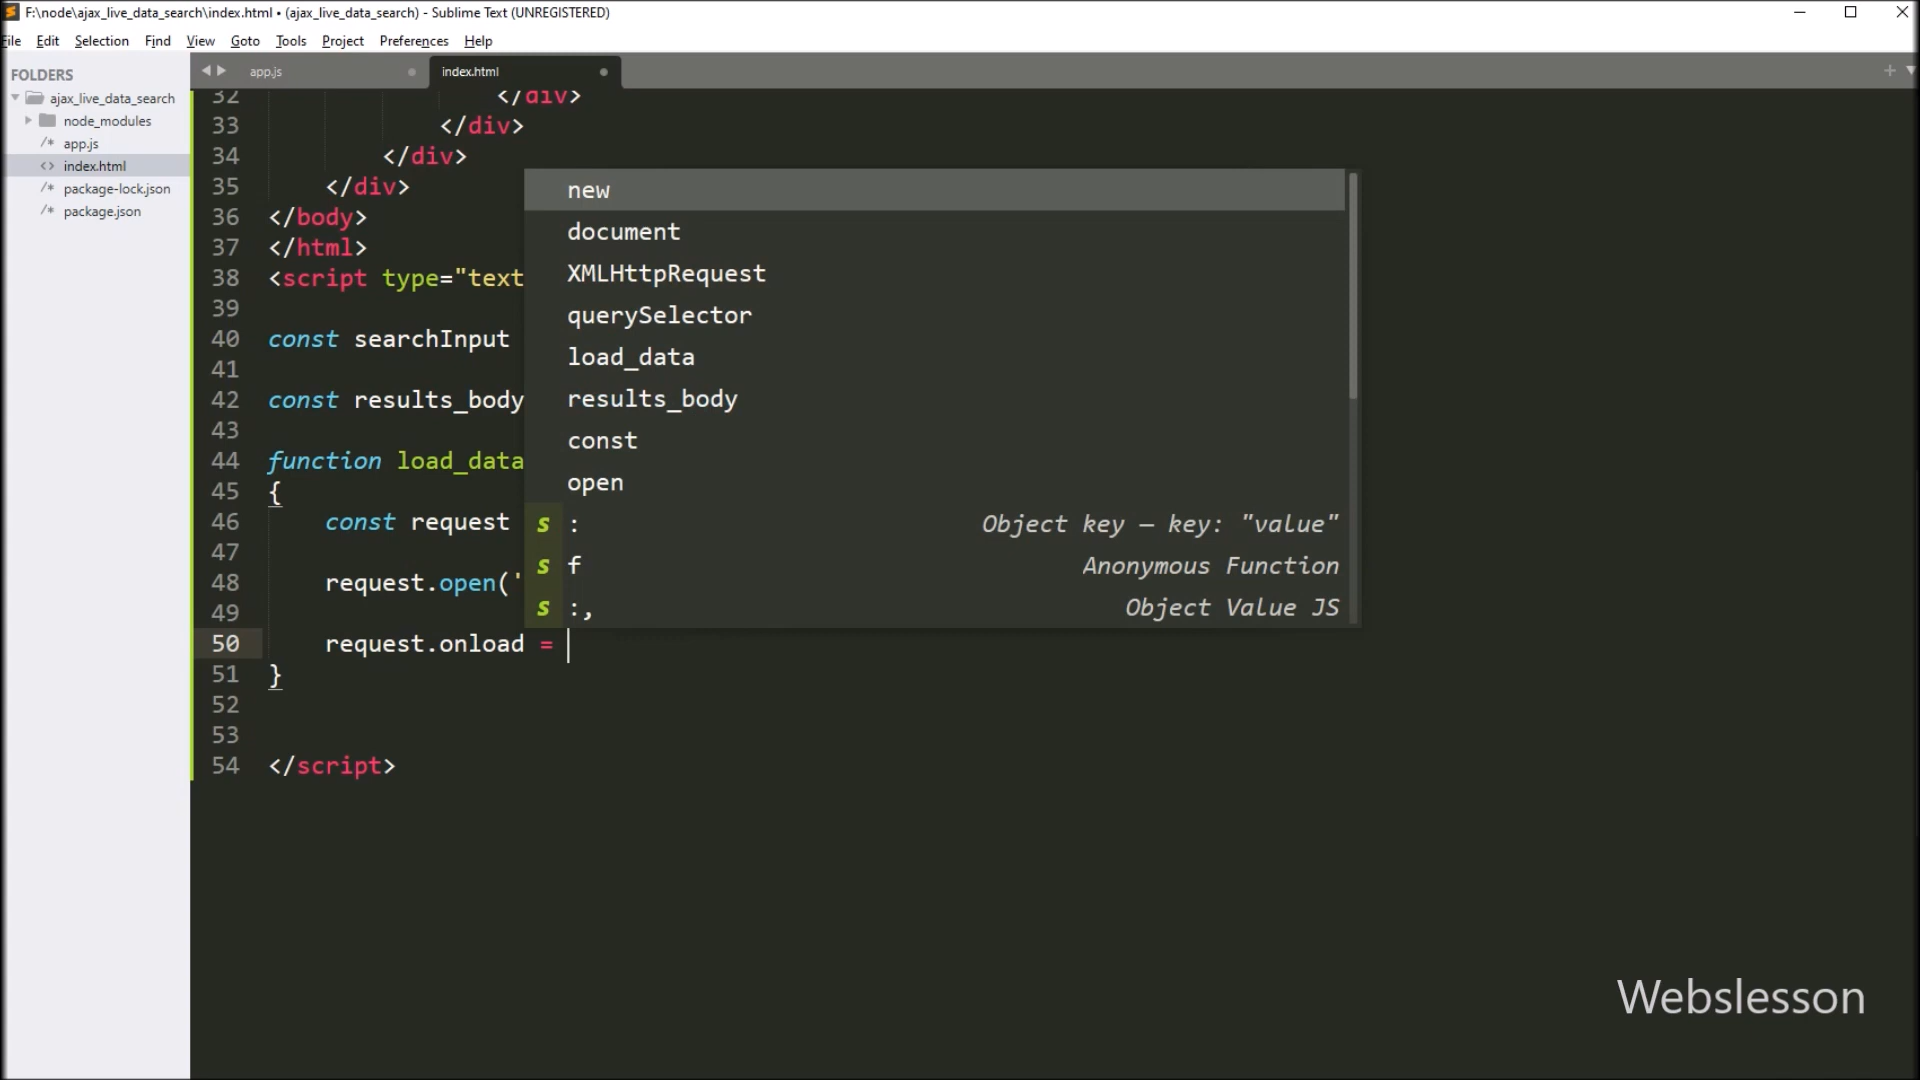 F:\node\ajax_live_data_search\index.html • (ajax_live_data_search) - Sublime Text (UNREGISTERED)
File Edit Selection Find View Goto Tools Project Preferences Help
FOLDERS
ajax_live_data_search
node_modules
app.js
index.html
package-lock.json
package.json
app.js
index.html
32 </div>
33 </div>
34 </div>
35 </div>
36 </body>
37 </html>
38 <script type="text
39
40 const searchInput
41
42 const results_body
43
44 function load_data
45 {
46 const request
47
48 request.open('
49
50 request.onload =
51 }
52
53
54 </script>
new
document
XMLHttpRequest
querySelector
load_data
results_body
const
open
s : Object key — key: "value"
s f Anonymous Function
s :, Object Value JS
Webslesson